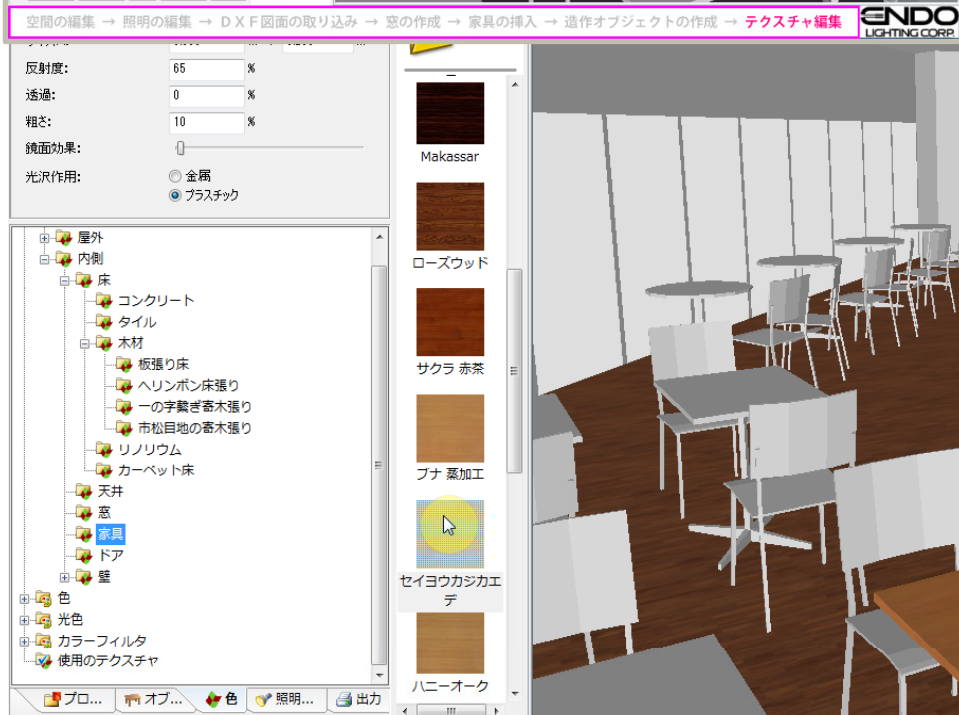 空間の編集 → 照明の編集 → DXF図面の取り込み → 窓の作成 → 家具の挿入 → 造作オブジェクトの作成 → テクスチャ編集
ENDO
LIGHTING CORP.
反射度: 65 %
透過: 0 %
粗さ: 10 %
鏡面効果:
光沢作用: 金属
プラスチック
屋外
内側
床
コンクリート
タイル
木材
板張り床
ヘリンボン床張り
一の字繋ぎ寄木張り
市松目地の寄木張り
リノリウム
カーペット床
天井
窓
家具
ドア
壁
色
光色
カラーフィルタ
使用のテクスチャ
プロ... オブ... 色 照明... 出力
Makassar
ローズウッド
サクラ 赤茶
ブナ 蒸加工
セイヨウカジカエ
デ
ハニーオーク